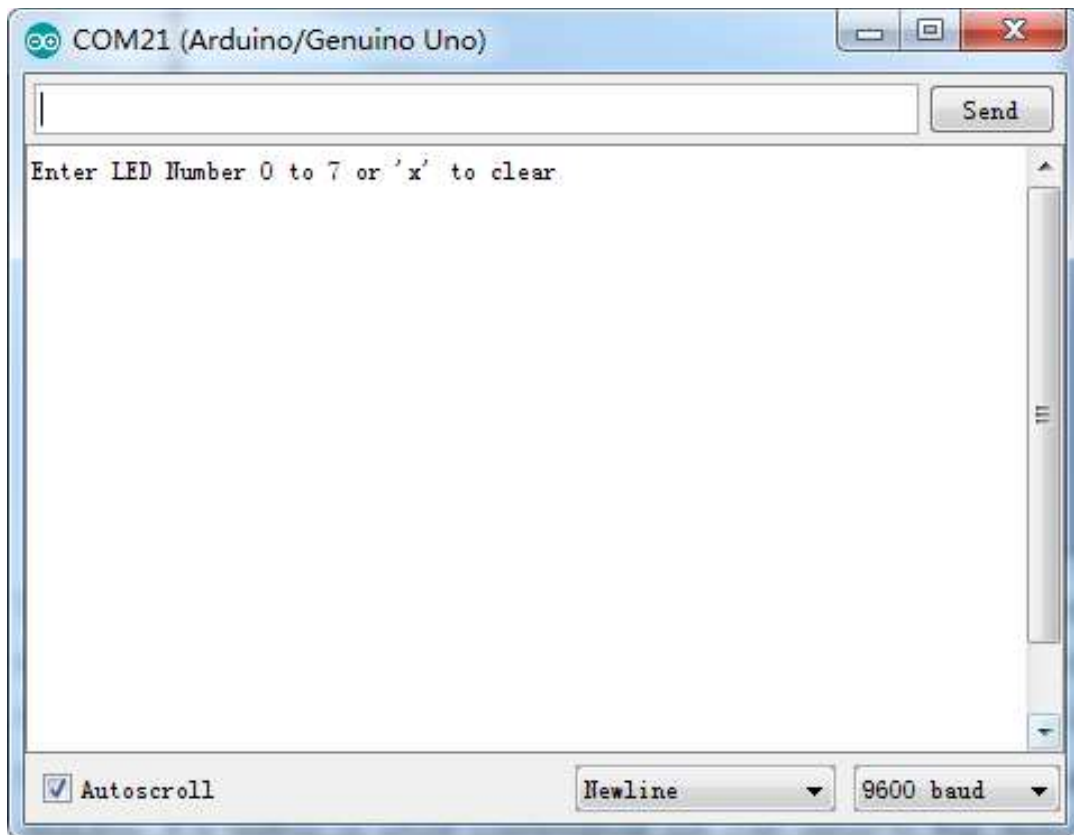 COM21 (Arduino/Genuino Uno)
Send
Enter LED Number 0 to 7 or 'x' to clear
Autoscroll
Newline
9600 baud